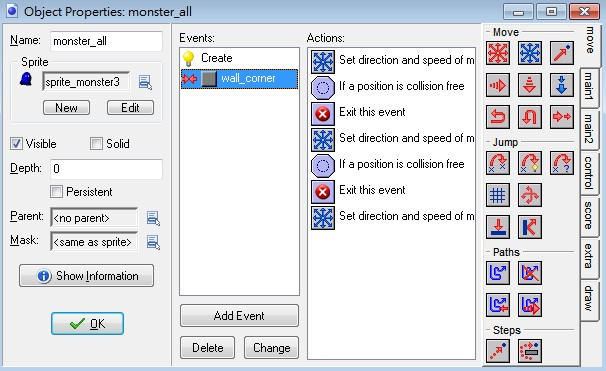 Object Properties: monster_all
Name: monster_all
Sprite
sprite_monster3
New Edit
Visible Solid
Depth: 0
Persistent
Parent: <no parent>
Mask: <same as sprite>
Show Information
OK
Events:
Create
wall_corner
Add Event
Delete Change
Actions:
Set direction and speed of m
If a position is collision free
Exit this event
Set direction and speed of m
If a position is collision free
Exit this event
Set direction and speed of m
Move
Jump
Paths
Steps
move
main1
main2
control
score
extra
draw